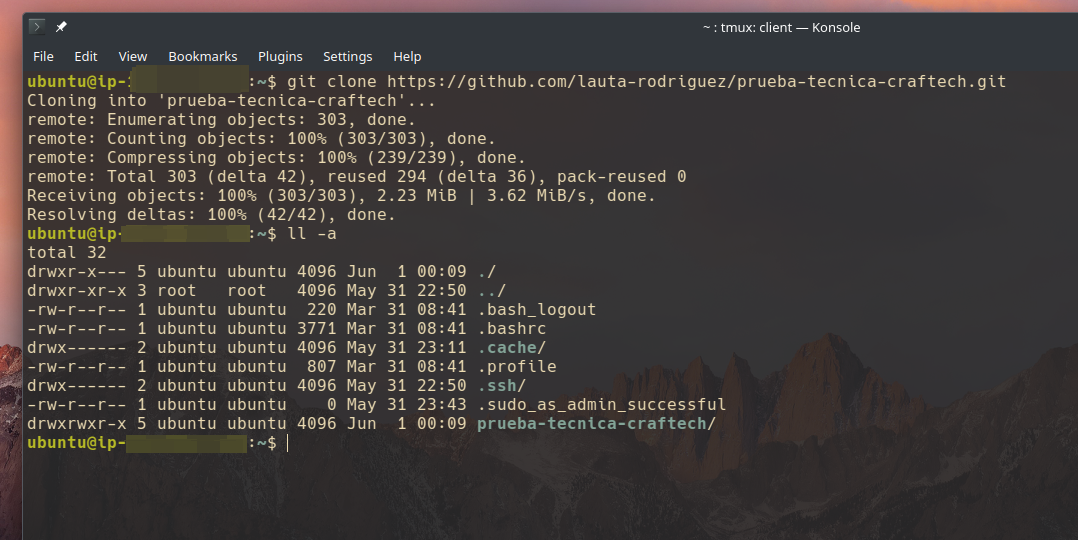 ~ : tmux: client — Konsole
File Edit View Bookmarks Plugins Settings Help
ubuntu@ip- :~$ git clone https://github.com/lauta-rodriguez/prueba-tecnica-craftech.git
Cloning into 'prueba-tecnica-craftech'...
remote: Enumerating objects: 303, done.
remote: Counting objects: 100% (303/303), done.
remote: Compressing objects: 100% (239/239), done.
remote: Total 303 (delta 42), reused 294 (delta 36), pack-reused 0
Receiving objects: 100% (303/303), 2.23 MiB | 3.62 MiB/s, done.
Resolving deltas: 100% (42/42), done.
ubuntu@ip- :~$ ll -a
total 32
drwxr-x--- 5 ubuntu ubuntu 4096 Jun  1 00:09 ./
drwxr-xr-x 3 root   root   4096 May 31 22:50 ../
-rw-r--r-- 1 ubuntu ubuntu  220 Mar 31 08:41 .bash_logout
-rw-r--r-- 1 ubuntu ubuntu 3771 Mar 31 08:41 .bashrc
drwx------ 2 ubuntu ubuntu 4096 May 31 23:11 .cache/
-rw-r--r-- 1 ubuntu ubuntu  807 Mar 31 08:41 .profile
drwx------ 2 ubuntu ubuntu 4096 May 31 22:50 .ssh/
-rw-r--r-- 1 ubuntu ubuntu    0 May 31 23:43 .sudo_as_admin_successful
drwxrwxr-x 5 ubuntu ubuntu 4096 Jun  1 00:09 prueba-tecnica-craftech/
ubuntu@ip- :~$